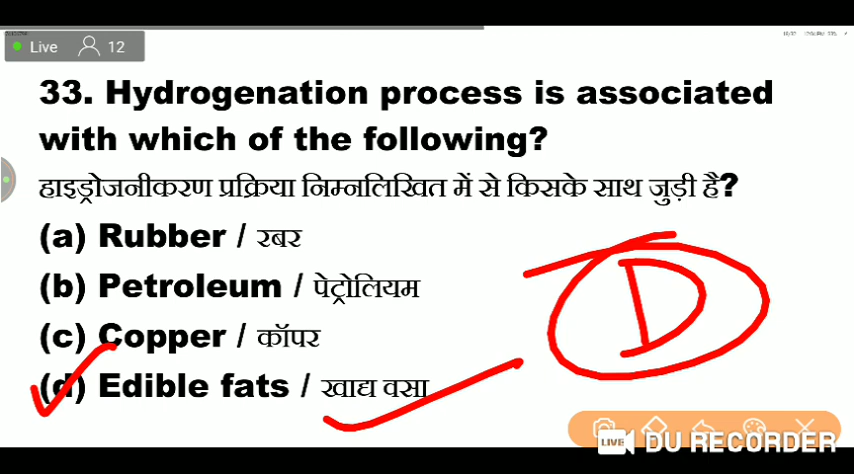 Live 12
33. Hydrogenation process is associated
with which of the following?
हाइड्रोजनीकरण प्रक्रिया निम्नलिखित में से किसके साथ जुड़ी है?
(a) Rubber / रबर
(b) Petroleum / पेट्रोलियम
(c) Copper / कॉपर
(d) Edible fats / खाद्य वसा
D
LIVE DU RECORDER